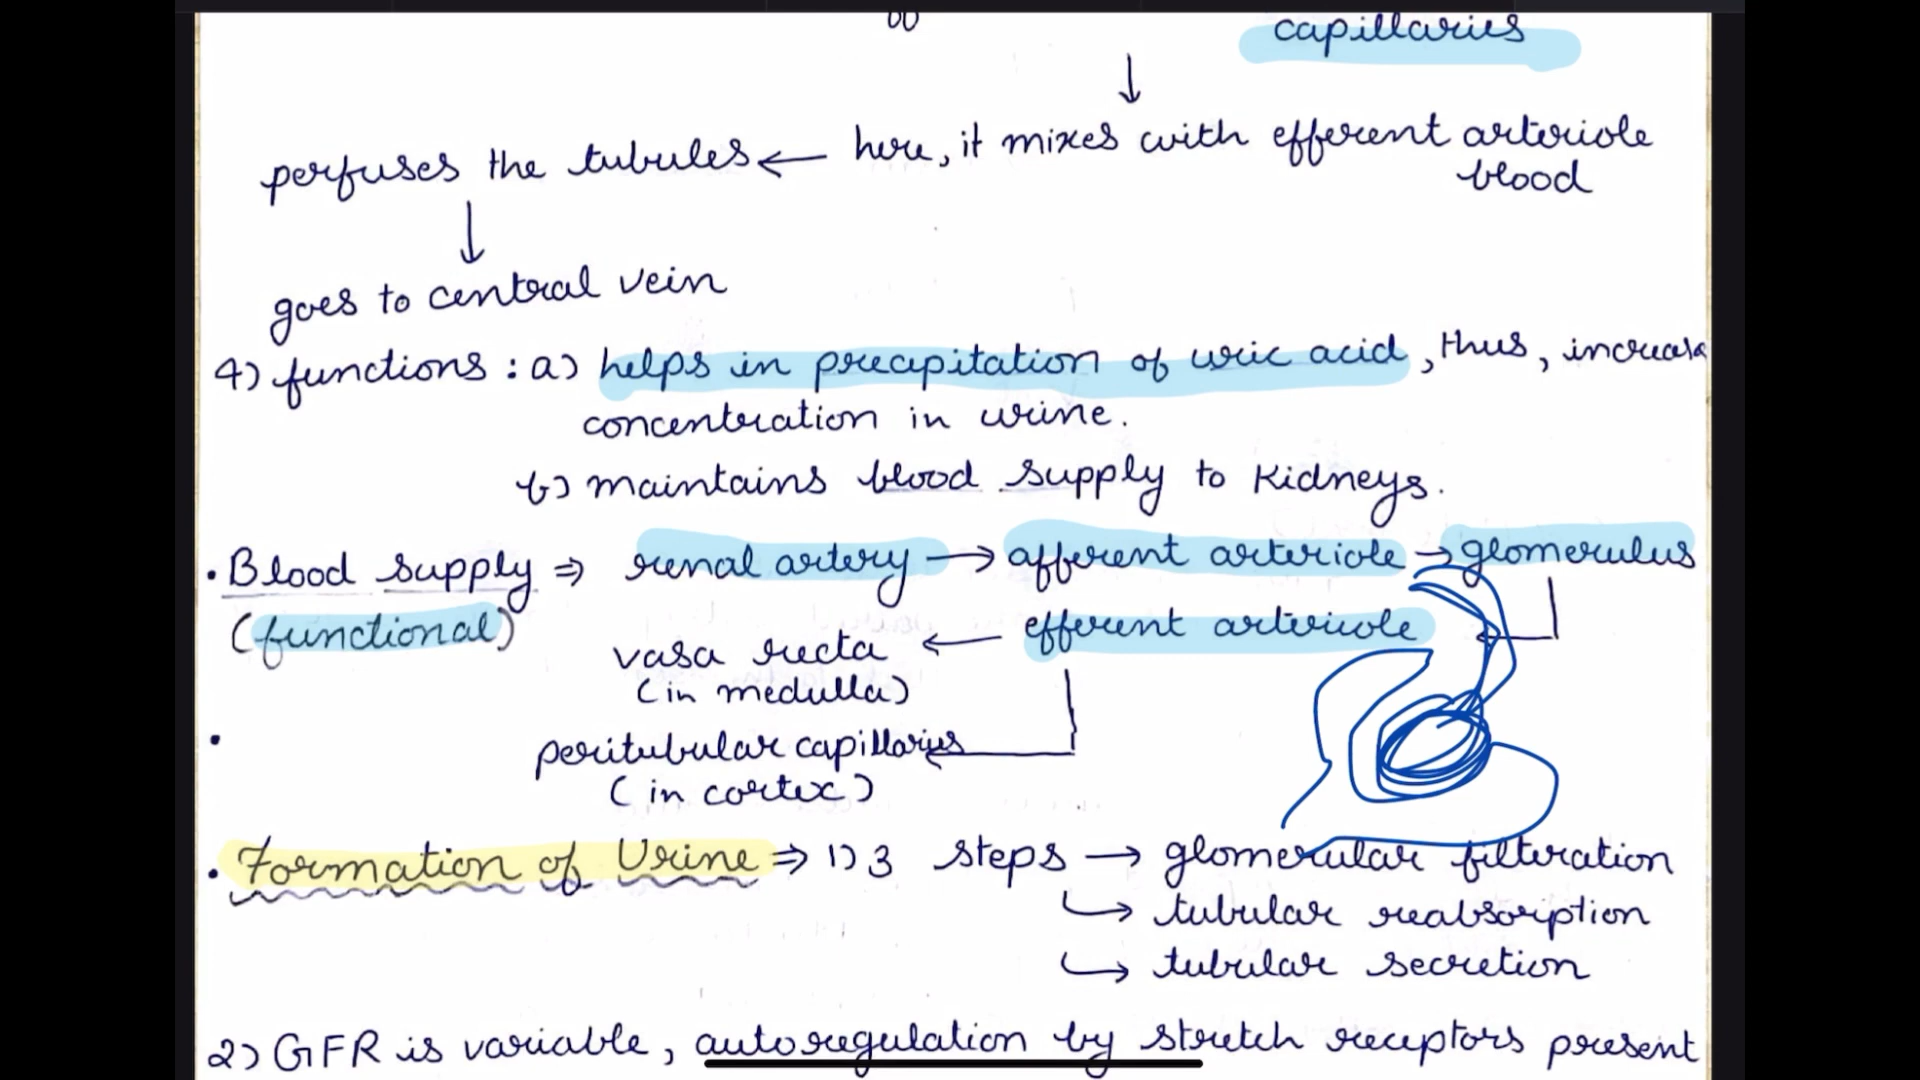 capillaries
perfuses the tubules ← here, it mixes with efferent arteriole
blood
goes to central vein
4) functions : a) helps in precipitation of uric acid , thus , increase
concentration in urine.
b) maintains blood supply to kidneys.
• Blood supply ⇒ renal artery → afferent arteriole → glomerulus
(functional)
vasa recta ← efferent arteriole
(in medulla)
•
peritubular capillaries
( in cortex )
• Formation of Urine ⇒ 1) 3 steps → glomerular filteration
↳ tubular reabsorption
↳ tubular secretion
2) GFR is variable, autoregulation by stretch receptors present